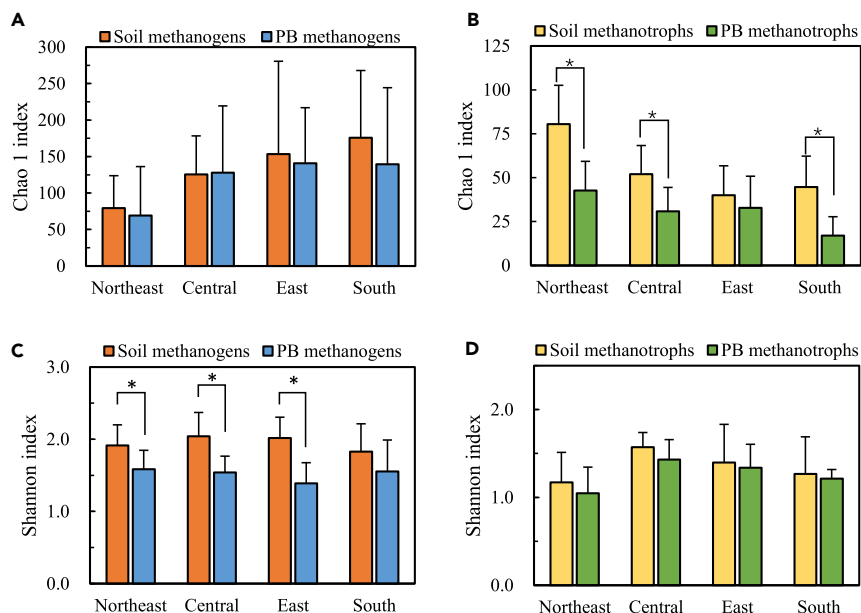 A
Soil methanogens PB methanogens
Chao 1 index
300
250
200
150
100
50
0
Northeast Central East South
B
Soil methanotrophs PB methanotrophs
Chao 1 index
125
100
75
50
25
0
* * *
Northeast Central East South
C
Soil methanogens PB methanogens
Shannon index
3.0
2.0
1.0
0.0
* * *
Northeast Central East South
D
Soil methanotrophs PB methanotrophs
Shannon index
2.0
1.0
0.0
Northeast Central East South